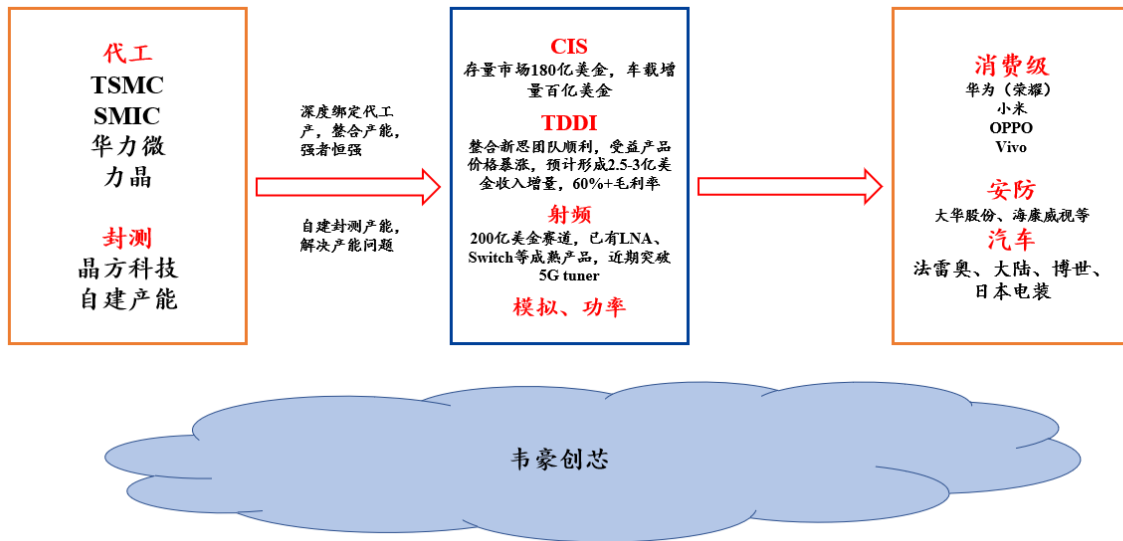 代工
TSMC
SMIC
华力微
力晶
封测
晶方科技
自建产能
深度绑定代工
产，整合产能，
强者恒强
自建封测产能，
解决产能问题
CIS
存量市场180亿美金，车载增
量百亿美金
TDDI
整合新思团队顺利，受益产品
价格暴涨，预计形成2.5-3亿美
金收入增量，60%+毛利率
射频
200亿美金赛道，已有LNA、
Switch等成熟产品，近期突破
5G tuner
模拟、功率
消费级
华为（荣耀）
小米
OPPO
Vivo
安防
大华股份、海康威视等
汽车
法雷奥、大陆、博世、
日本电装
韦豪创芯